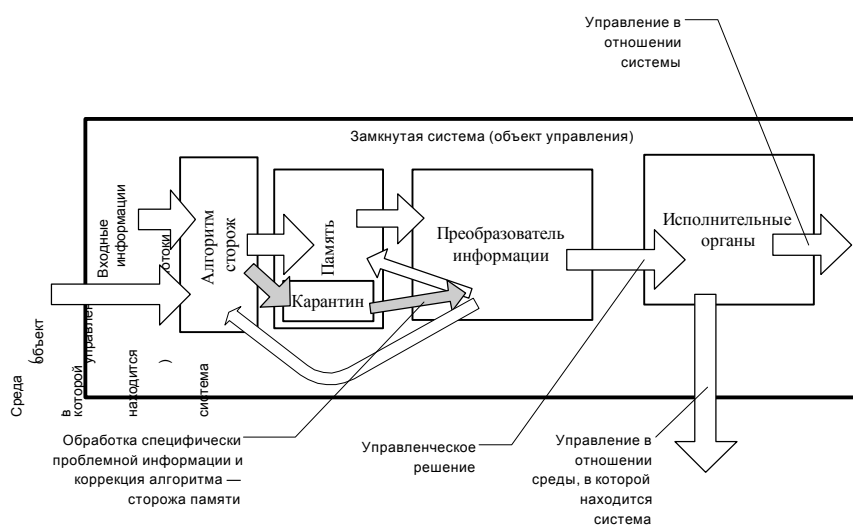 Управление в
отношении
системы
Замкнутая система (объект управления)
Входные
информации
отоки
Алгоритм
сторож
Память
Карантин
Преобразователь
информации
Исполнительные
органы
Среда (объект
управлен
в
которой
находится
)
система
Обработка специфически
проблемной информации и
коррекция алгоритма —
сторожа памяти
Управленческое
решение
Управление в
отношении
среды, в которой
находится
система